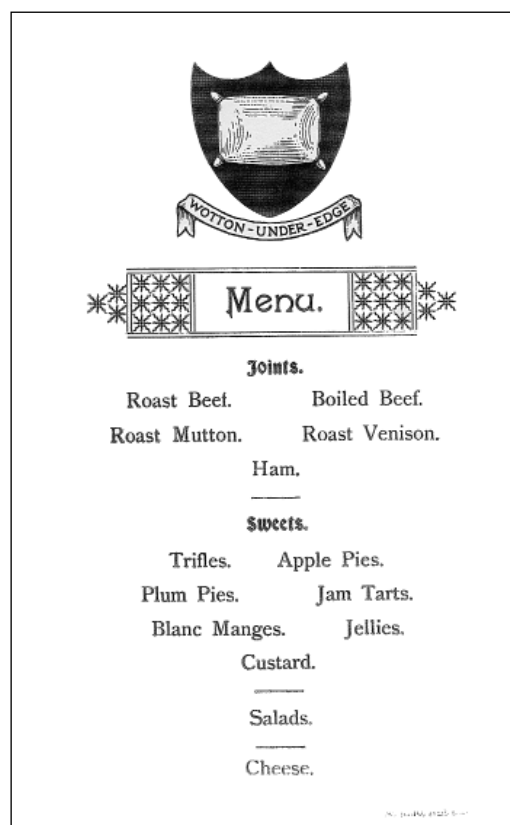 WOTTON-UNDER-EDGE
Menu.
Joints.
Roast Beef. Boiled Beef.
Roast Mutton. Roast Venison.
Ham.
Sweets.
Trifles. Apple Pies.
Plum Pies. Jam Tarts.
Blanc Manges. Jellies.
Custard.
Salads.
Cheese.